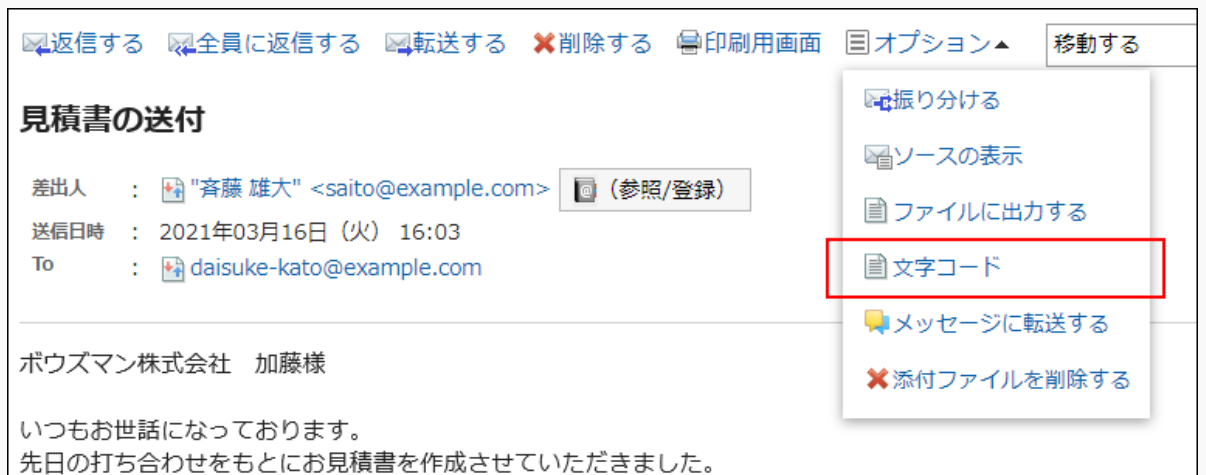 返信する 全員に返信する 転送する 削除する 印刷用画面 オプション▲ 移動する
振り分ける
ソースの表示
ファイルに出力する
文字コード
メッセージに転送する
添付ファイルを削除する
見積書の送付
差出人 : "斉藤 雄大" <saito@example.com> (参照/登録)
送信日時 : 2021年03月16日（火） 16:03
To : daisuke-kato@example.com
ボウズマン株式会社　加藤様
いつもお世話になっております。
先日の打ち合わせをもとにお見積書を作成させていただきました。